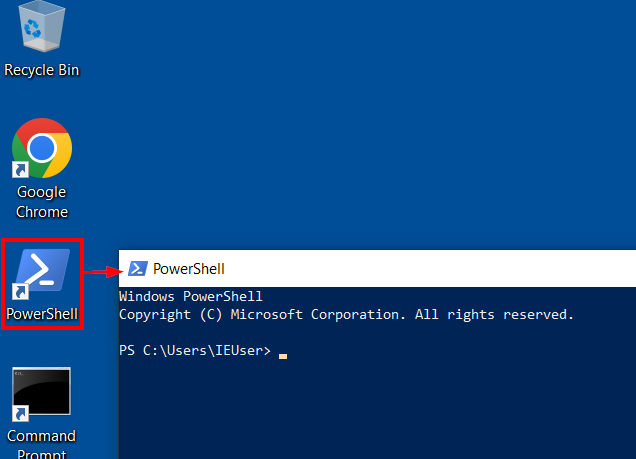 Recycle Bin
Google
Chrome
PowerShell
Command
Prompt
PowerShell
Windows PowerShell
Copyright (C) Microsoft Corporation. All rights reserved.
PS C:\Users\IEUser>